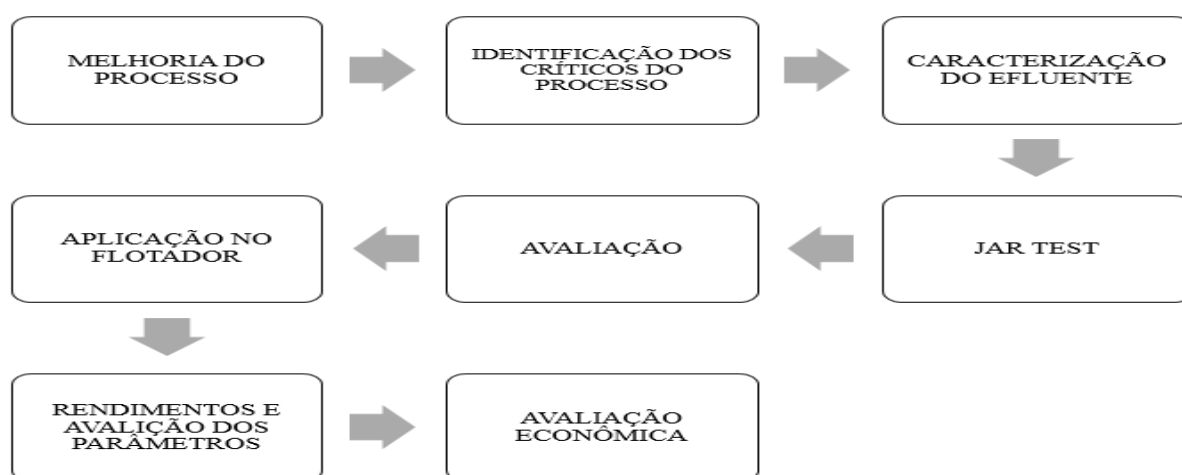 MELHORIA DO
PROCESSO
IDENTIFICAÇÃO DOS
CRÍTICOS DO
PROCESSO
CARACTERIZAÇÃO
DO EFLUENTE
JAR TEST
AVALIAÇÃO
APLICAÇÃO NO
FLOTADOR
RENDIMENTOS E
AVALIÇÃO DOS
PARÂMETROS
AVALIAÇÃO
ECONÔMICA